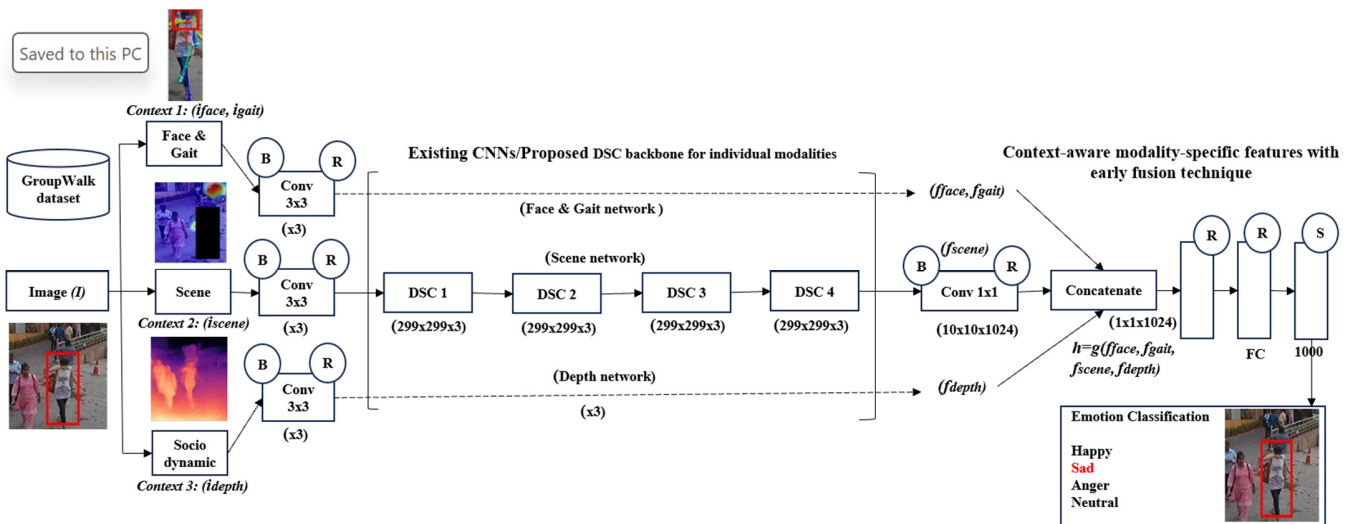 Saved to this PC
Context 1: (iface, igait)
Face &
Gait
GroupWalk
dataset
B
R
Conv
3x3
(x3)
Existing CNNs/Proposed DSC backbone for individual modalities
(Face & Gait network )
(fface, fgait)
Context-aware modality-specific features with
early fusion technique
Image (I)
Scene
Context 2: (iscene)
B
R
Conv
3x3
(x3)
(Scene network)
DSC 1
(299x299x3)
DSC 2
(299x299x3)
DSC 3
(299x299x3)
DSC 4
(299x299x3)
(fscene)
B
R
Conv 1x1
(10x10x1024)
Concatenate
(1x1x1024)
h=g(fface, fgait,
fscene, fdepth)
R
R
S
FC
1000
Socio
dynamic
Context 3: (idepth)
B
R
Conv
3x3
(x3)
(Depth network)
(x3)
(fdepth)
Emotion Classification
Happy
Sad
Anger
Neutral